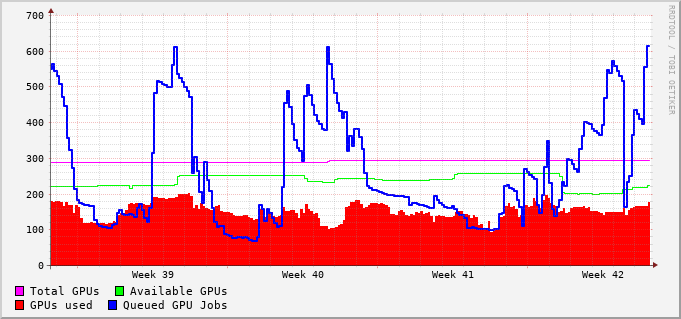 700
600
500
400
300
200
100
0
Week 39 Week 40 Week 41 Week 42
Total GPUs Available GPUs
GPUs used Queued GPU Jobs
RRDTOOL / TOBI OETIKER